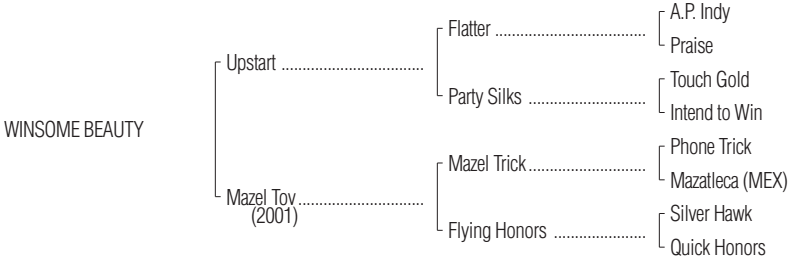 A.P. Indy
Flatter ....................................
Praise
Upstart ..................................
Touch Gold
Party Silks ............................
Intend to Win
WINSOME BEAUTY
Phone Trick
Mazel Trick............................
Mazatleca (MEX)
Mazel Tov..............................
(2001)
Silver Hawk
Flying Honors ......................
Quick Honors